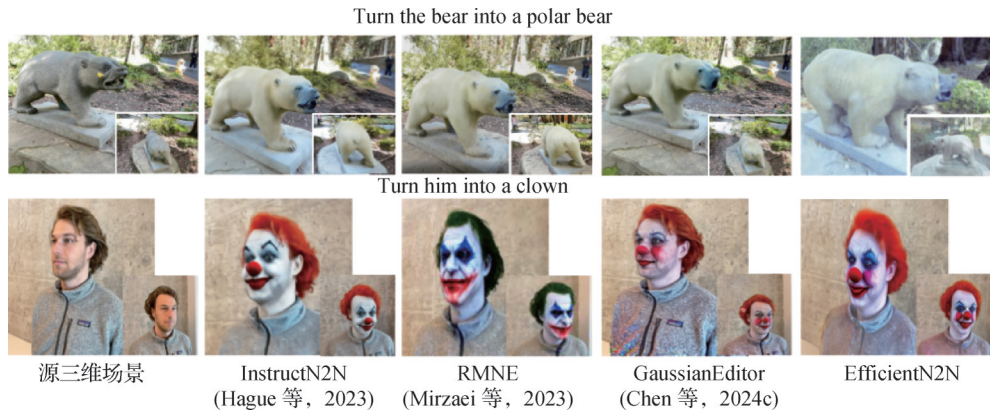 Turn the bear into a polar bear
Turn him into a clown
源三维场景 InstructN2N RMNE GaussianEditor EfficientN2N
(Hague 等，2023) (Mirzaei 等，2023) (Chen 等，2024c)